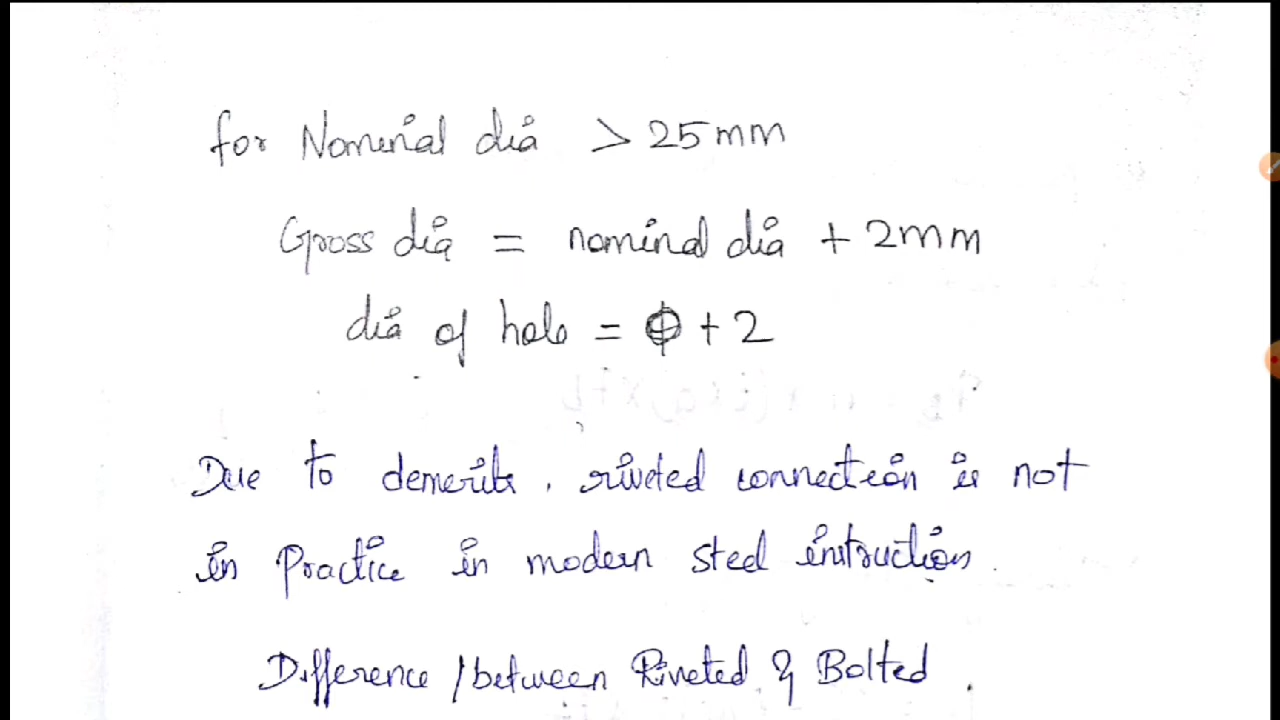 for Nominal dia > 25mm
Gross dia = nominal dia + 2mm
dia of hole = Φ + 2
Due to demerits, riveted connection is not
in Practice in modern steel instruction.
Difference / between Riveted & Bolted.